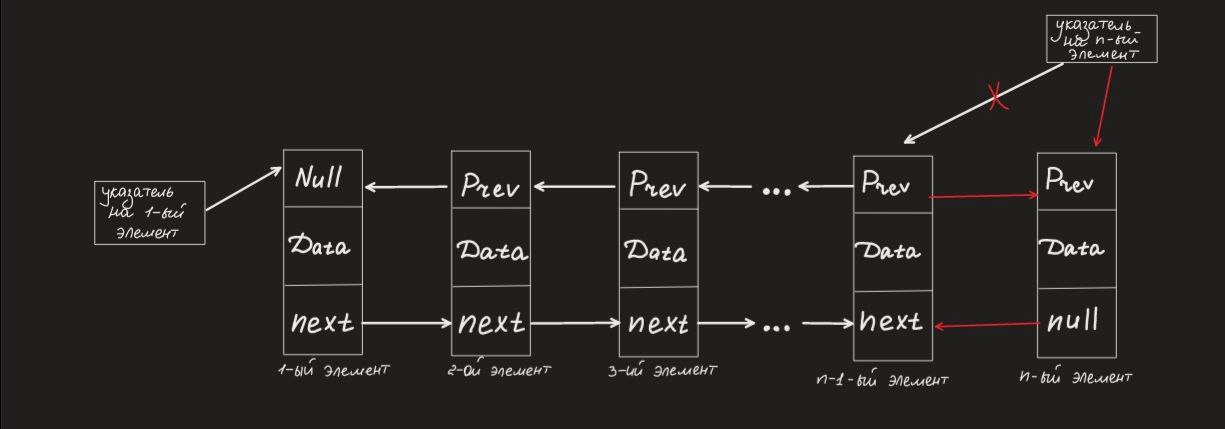 указатель
на n-ый
элемент
указатель
на 1-ый
элемент
Null
Prev
Prev
...
Prev
Prev
Data
Data
Data
Data
Data
next
next
next
...
next
null
1-ый элемент
2-ой элемент
3-ий элемент
n-1-ый элемент
n-ый элемент